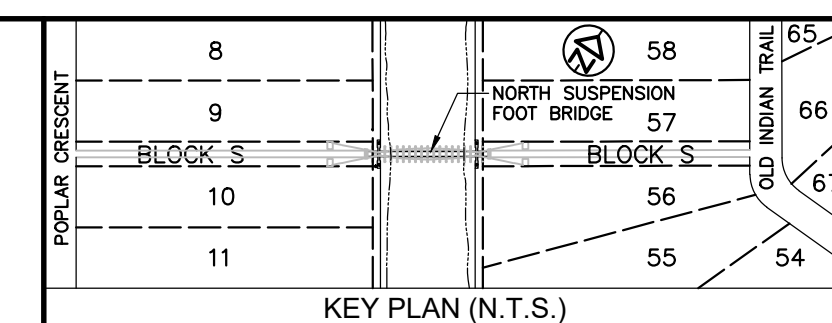 8
58
65
OLD INDIAN TRAIL
POPLAR CRESCENT
9
NORTH SUSPENSION
FOOT BRIDGE
57
66
BLOCK S
BLOCK S
10
56
11
55
54
KEY PLAN (N.T.S.)